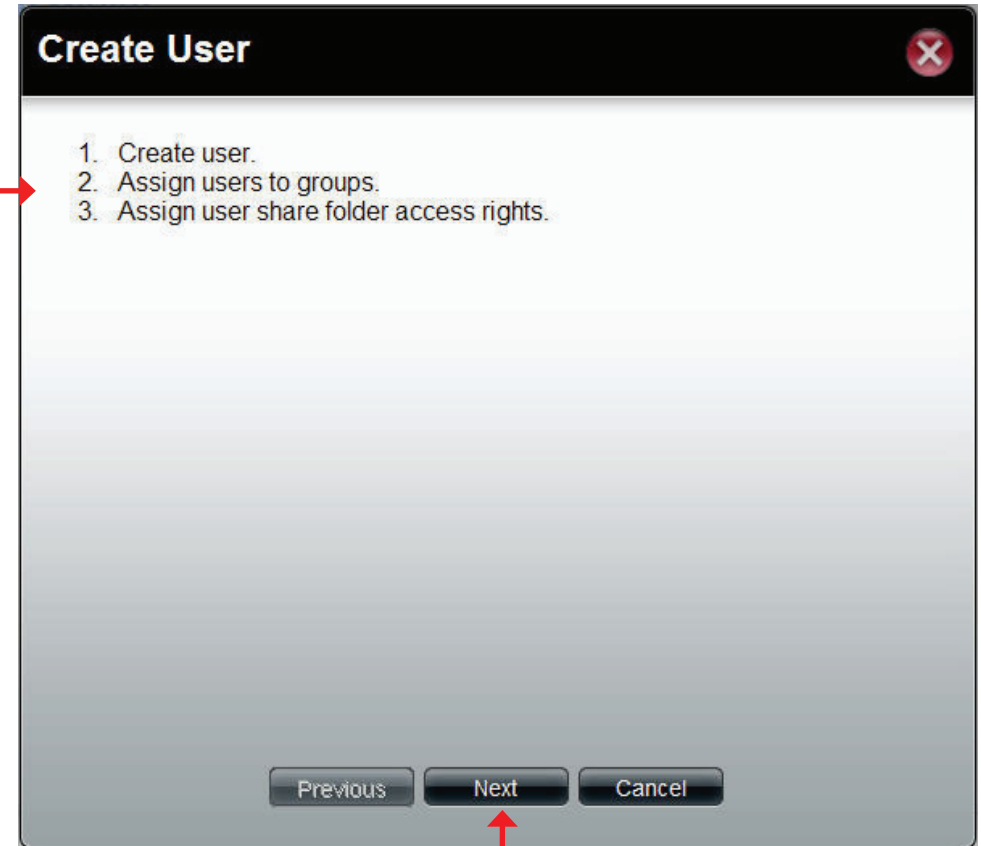 Create User
1. Create user.
2. Assign users to groups.
3. Assign user share folder access rights.
Previous Next Cancel